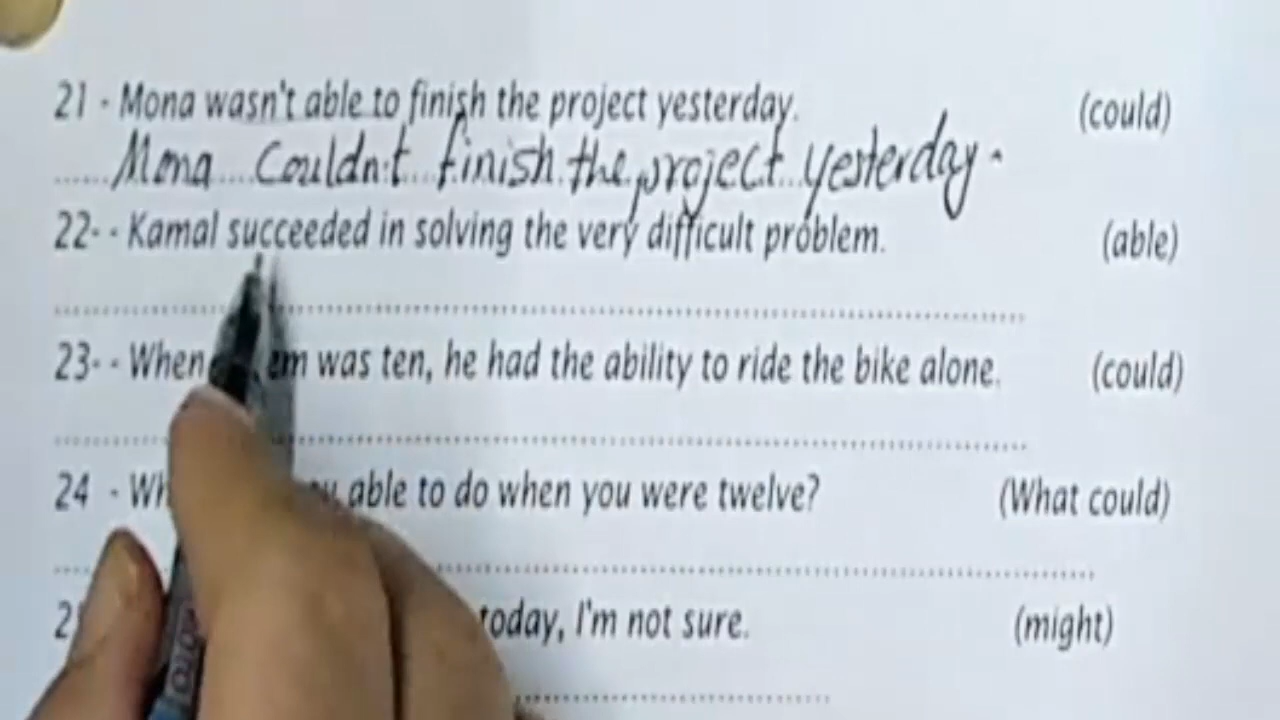 21 - Mona wasn't able to finish the project yesterday. (could)
Mona Couldn't finish the project yesterday.
22- - Kamal succeeded in solving the very difficult problem. (able)
23- - When was ten, he had the ability to ride the bike alone. (could)
24 - able to do when you were twelve? (What could)
today, I'm not sure. (might)